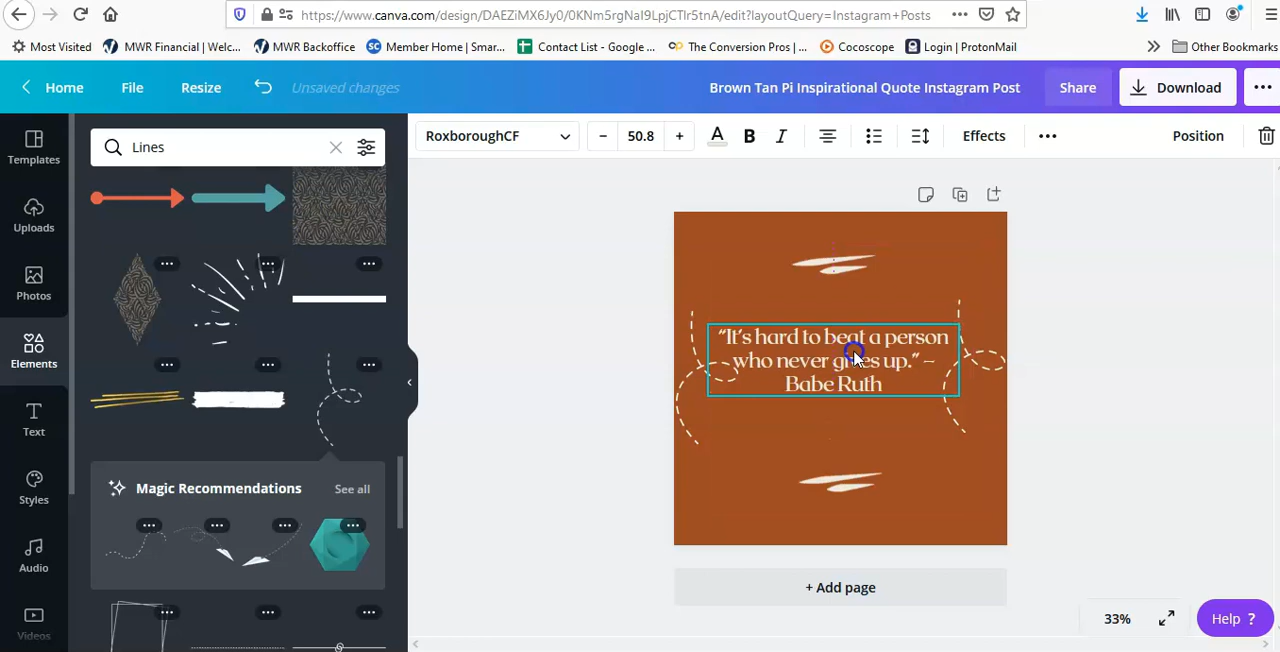 https://www.canva.com/design/DAEZiMX6Jy0/0KNm5rgNaI9LpjCTlr5tnA/edit?layoutQuery=Instagram+Posts
Most Visited
MWR Financial | Welc...
MWR Backoffice
Member Home | Smar...
Contact List - Google ...
The Conversion Pros | ...
Cocoscope
Login | ProtonMail
Other Bookmarks
Home
File
Resize
Unsaved changes
Brown Tan Pi Inspirational Quote Instagram Post
Share
Download
Templates
Uploads
Photos
Elements
Text
Styles
Audio
Videos
Lines
RoxboroughCF
50.8
A
B
I
Effects
Position
Magic Recommendations
See all
“It’s hard to beat a person
who never gives up.” –
Babe Ruth
+ Add page
33%
Help ?